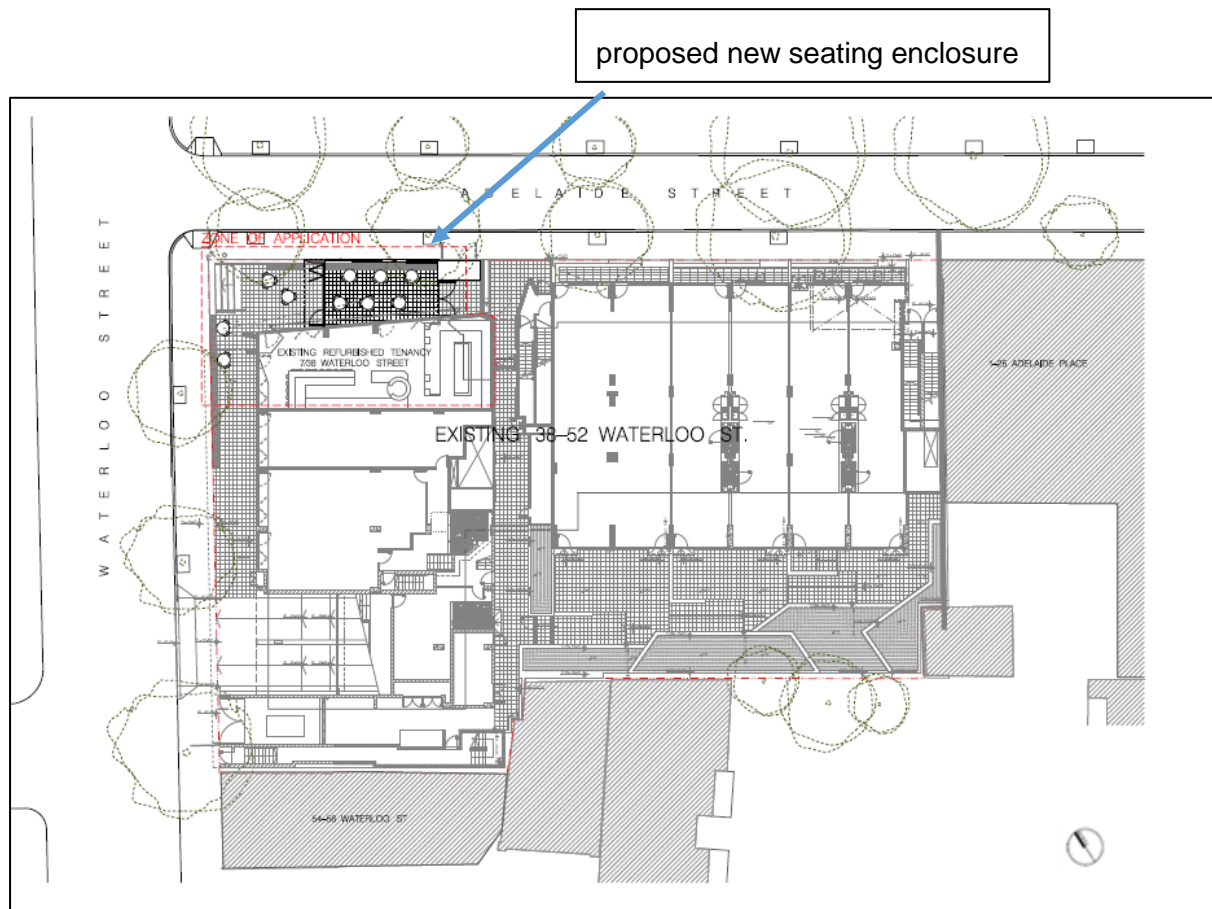 proposed new seating enclosure
ADELAIDE STREET
ZONE OF APPLICATION
WATERLOO STREET
EXISTING REFURBISHED TENANCY
7/38 WATERLOO STREET
1-25 ADELAIDE PLACE
EXISTING 38-52 WATERLOO ST.
54-56 WATERLOO ST